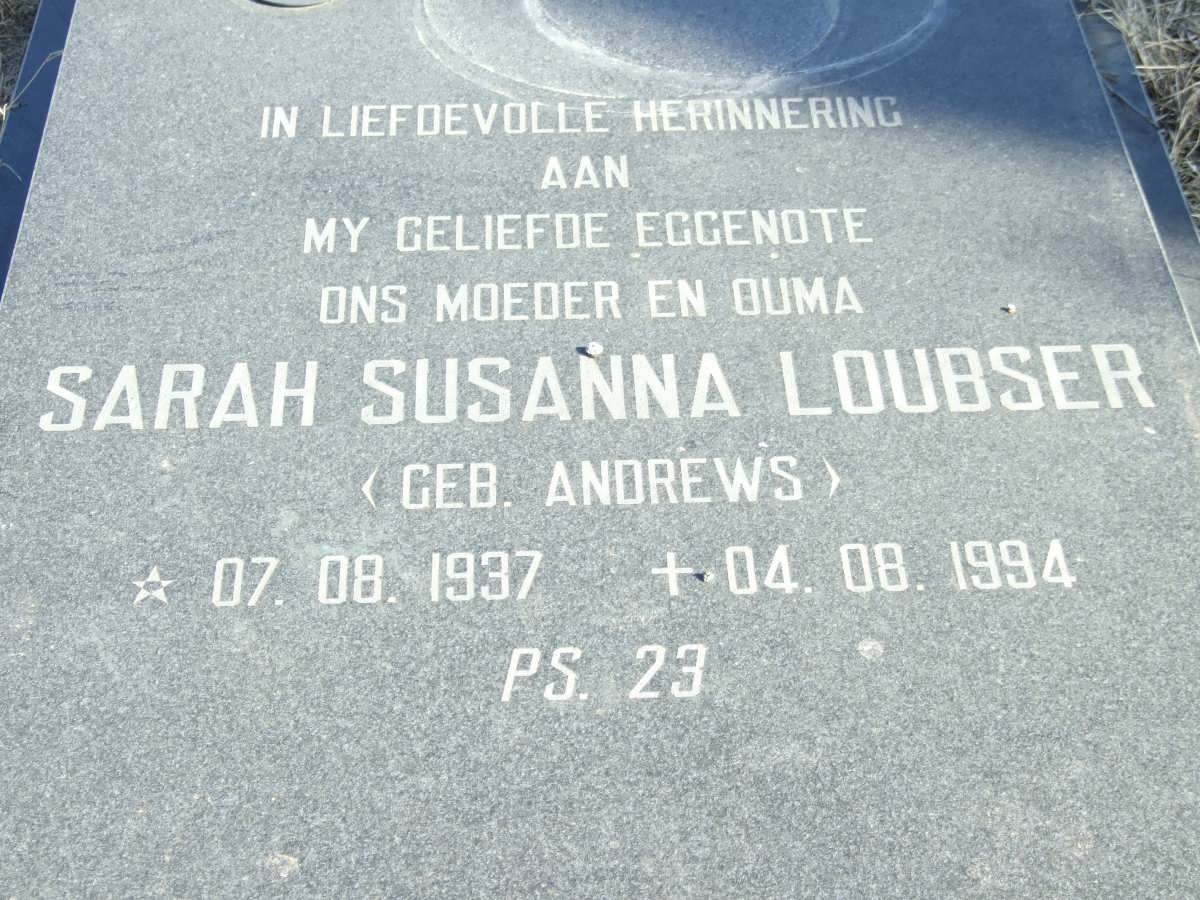 IN LIEFDEVOLLE HERINNERING
AAN
MY GELIEFDE EGGENOTE
ONS MOEDER EN OUMA
SARAH SUSANNA LOUBSER
(GEB. ANDREWS)
☆ 07. 08. 1937 ✝ 04. 08. 1994
PS. 23